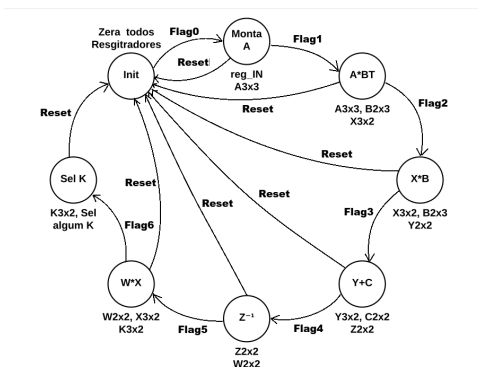 Zera todos
Resgitradores
Flag0
Monta
A
Flag1
Reset
Init
reg_IN
A3x3
A*BT
Reset
A3x3, B2x3
X3x2
Flag2
Reset
Reset
Sel K
Reset
Reset
X*B
K3x2, Sel
algum K
Reset
Flag3
X3x2, B2x3
Y2x2
Flag6
W*X
Y+C
W2x2, X3x2
K3x2
Flag5
Z⁻¹
Flag4
Y3x2, C2x2
Z2x2
Z2x2
W2x2